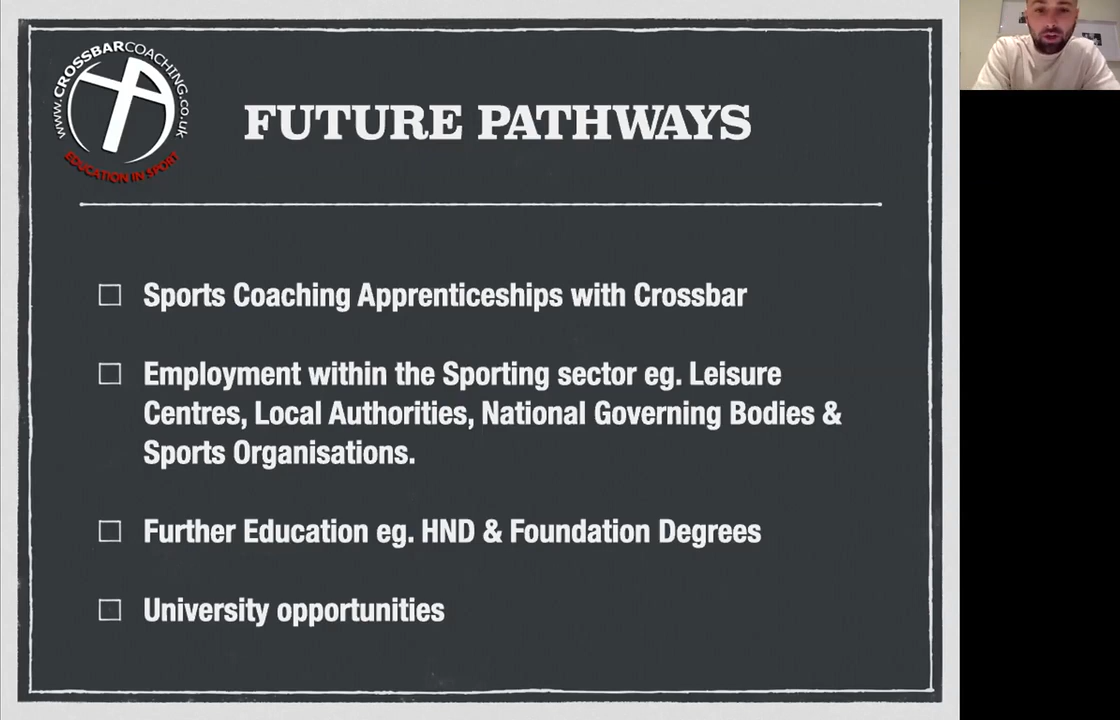 www.CROSSBARCOACHING.co.uk
EDUCATION IN SPORT
FUTURE PATHWAYS
Sports Coaching Apprenticeships with Crossbar
Employment within the Sporting sector eg. Leisure
Centres, Local Authorities, National Governing Bodies &
Sports Organisations.
Further Education eg. HND & Foundation Degrees
University opportunities